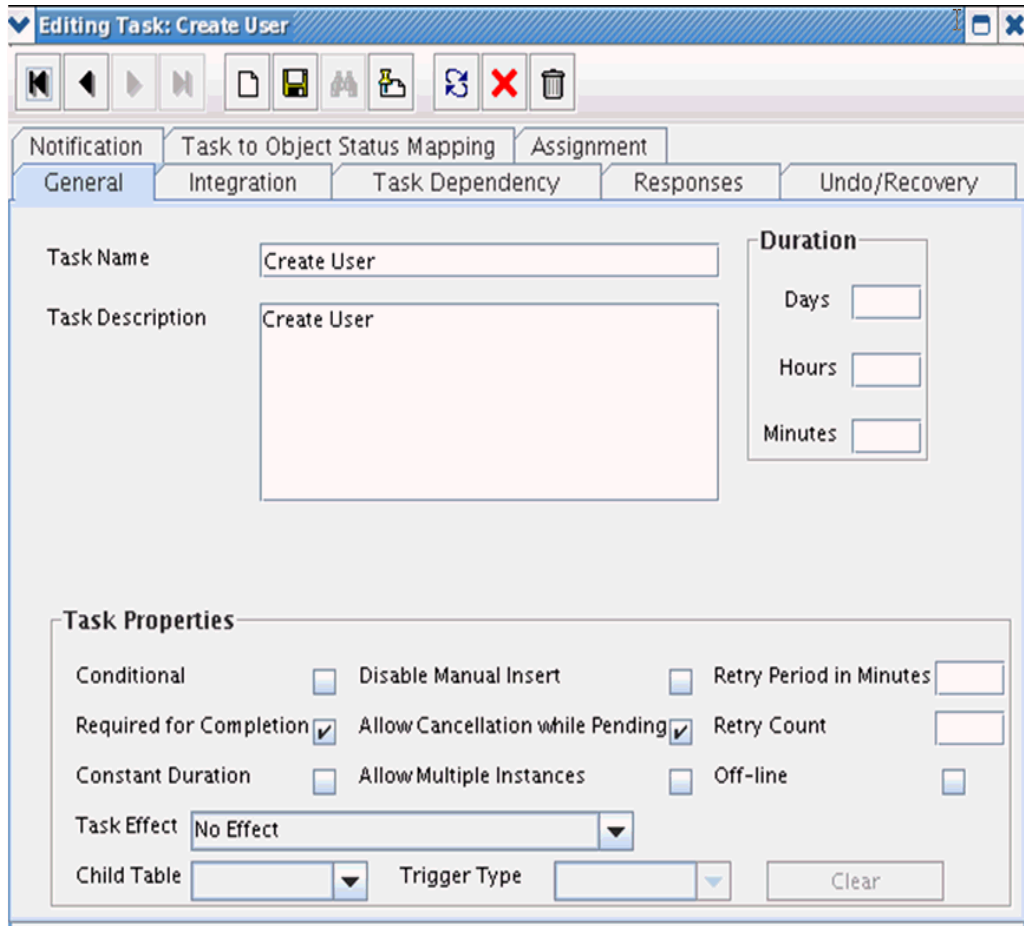 Editing Task: Create User
Notification Task to Object Status Mapping Assignment
General Integration Task Dependency Responses Undo/Recovery
Task Name Create User
Task Description Create User
Duration
Days
Hours
Minutes
Task Properties
Conditional Disable Manual Insert Retry Period in Minutes
Required for Completion Allow Cancellation while Pending Retry Count
Constant Duration Allow Multiple Instances Off-line
Task Effect No Effect
Child Table Trigger Type Clear